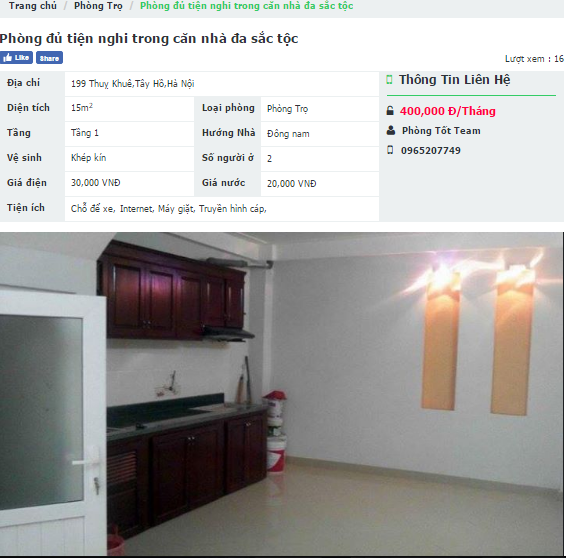 Trang chủ / Phòng Trọ / Phòng đủ tiện nghi trong căn nhà đa sắc tộc
Phòng đủ tiện nghi trong căn nhà đa sắc tộc
Like Share
Lượt xem : 16
Địa chỉ 199 Thuỵ Khuê,Tây Hồ,Hà Nội
Diện tích 15m² Loại phòng Phòng Trọ
Tầng Tầng 1 Hướng Nhà Đông nam
Vệ sinh Khép kín Số người ở 2
Giá điện 30,000 VNĐ Giá nước 20,000 VNĐ
Tiện ích Chỗ để xe, Internet, Máy giặt, Truyền hình cáp,
Thông Tin Liên Hệ
400,000 Đ/Tháng
Phòng Tốt Team
0965207749